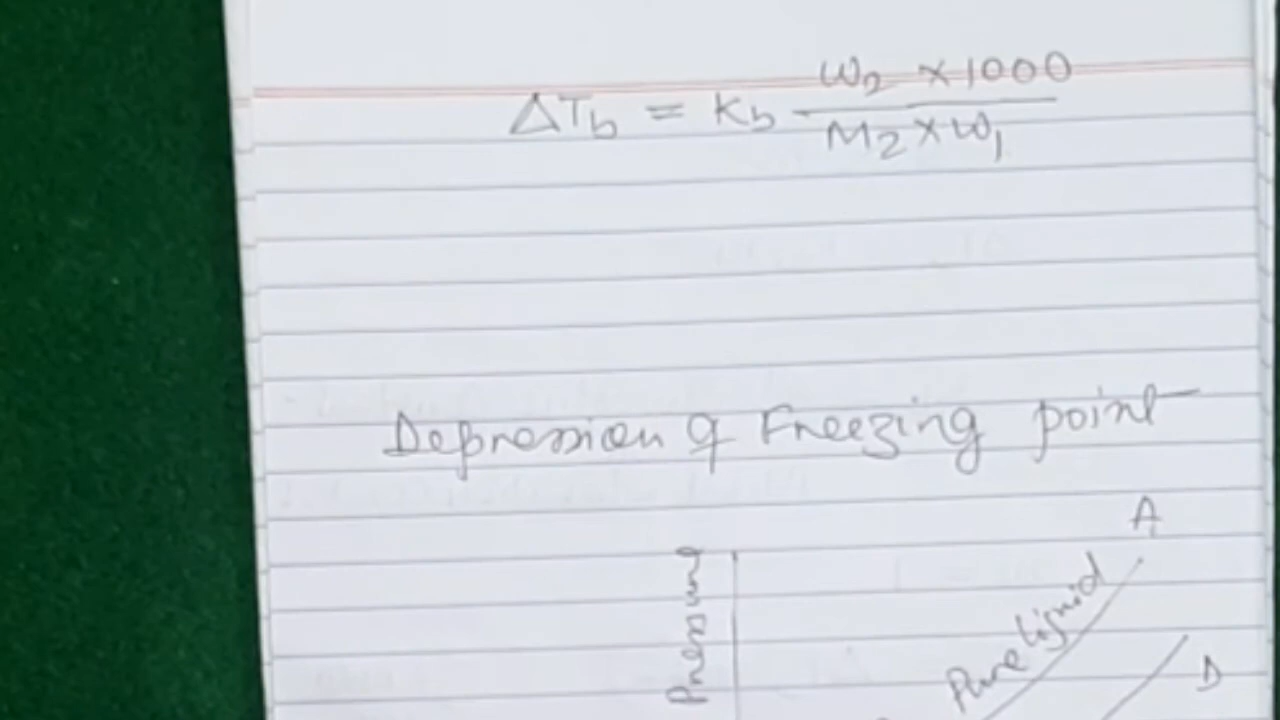 ΔTb = Kb W2 × 1000 / M2 × W1
Depression of Freezing point
A
Pressure
Pure liquid
D